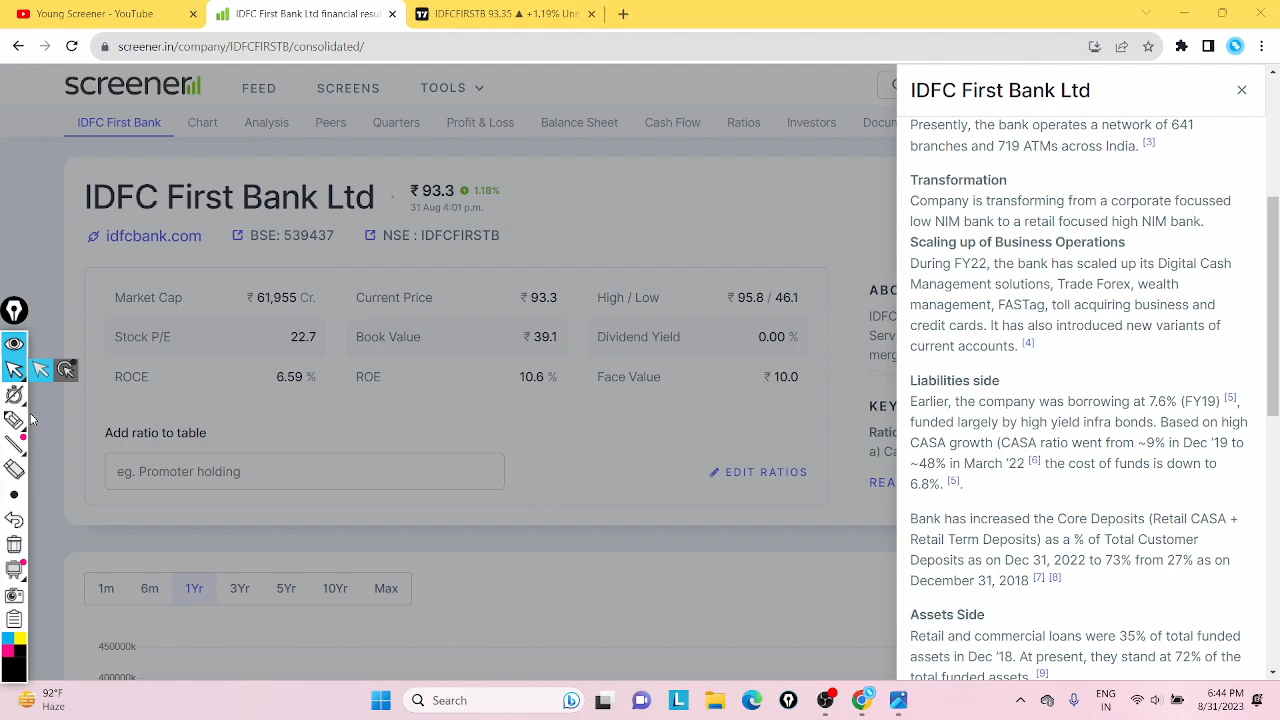 Young Screener - YouTube
IDFC First Bank Ltd financial resul
IDFCFIRSTB 93.35 ▲ +1.19% Unn
screener.in/company/IDFCFIRSTB/consolidated/
screener
FEED
SCREENS
TOOLS
IDFC First Bank
Chart
Analysis
Peers
Quarters
Profit & Loss
Balance Sheet
Cash Flow
Ratios
Investors
Docun
IDFC First Bank Ltd
₹ 93.3
1.18%
31 Aug 4:01 p.m.
idfcbank.com
BSE: 539437
NSE : IDFCFIRSTB
Market Cap
₹ 61,955 Cr.
Current Price
₹ 93.3
High / Low
₹ 95.8 / 46.1
Stock P/E
22.7
Book Value
₹ 39.1
Dividend Yield
0.00 %
ROCE
6.59 %
ROE
10.6 %
Face Value
₹ 10.0
Add ratio to table
eg. Promoter holding
EDIT RATIOS
ABO
IDFC
Serv
merg
KEY
Ratio
a) Ca
REA
1m
6m
1Yr
3Yr
5Yr
10Yr
Max
450000k
400000k
IDFC First Bank Ltd
Presently, the bank operates a network of 641
branches and 719 ATMs across India. [3]
Transformation
Company is transforming from a corporate focussed
low NIM bank to a retail focused high NIM bank.
Scaling up of Business Operations
During FY22, the bank has scaled up its Digital Cash
Management solutions, Trade Forex, wealth
management, FASTag, toll acquiring business and
credit cards. It has also introduced new variants of
current accounts. [4]
Liabilities side
Earlier, the company was borrowing at 7.6% (FY19) [5],
funded largely by high yield infra bonds. Based on high
CASA growth (CASA ratio went from ~9% in Dec '19 to
~48% in March '22 [6] the cost of funds is down to
6.8%. [5].
Bank has increased the Core Deposits (Retail CASA +
Retail Term Deposits) as a % of Total Customer
Deposits as on Dec 31, 2022 to 73% from 27% as on
December 31, 2018 [7] [8]
Assets Side
Retail and commercial loans were 35% of total funded
assets in Dec '18. At present, they stand at 72% of the
total funded assets. [9]
92°F
Haze
Search
ENG
IN
6:44 PM
8/31/2023